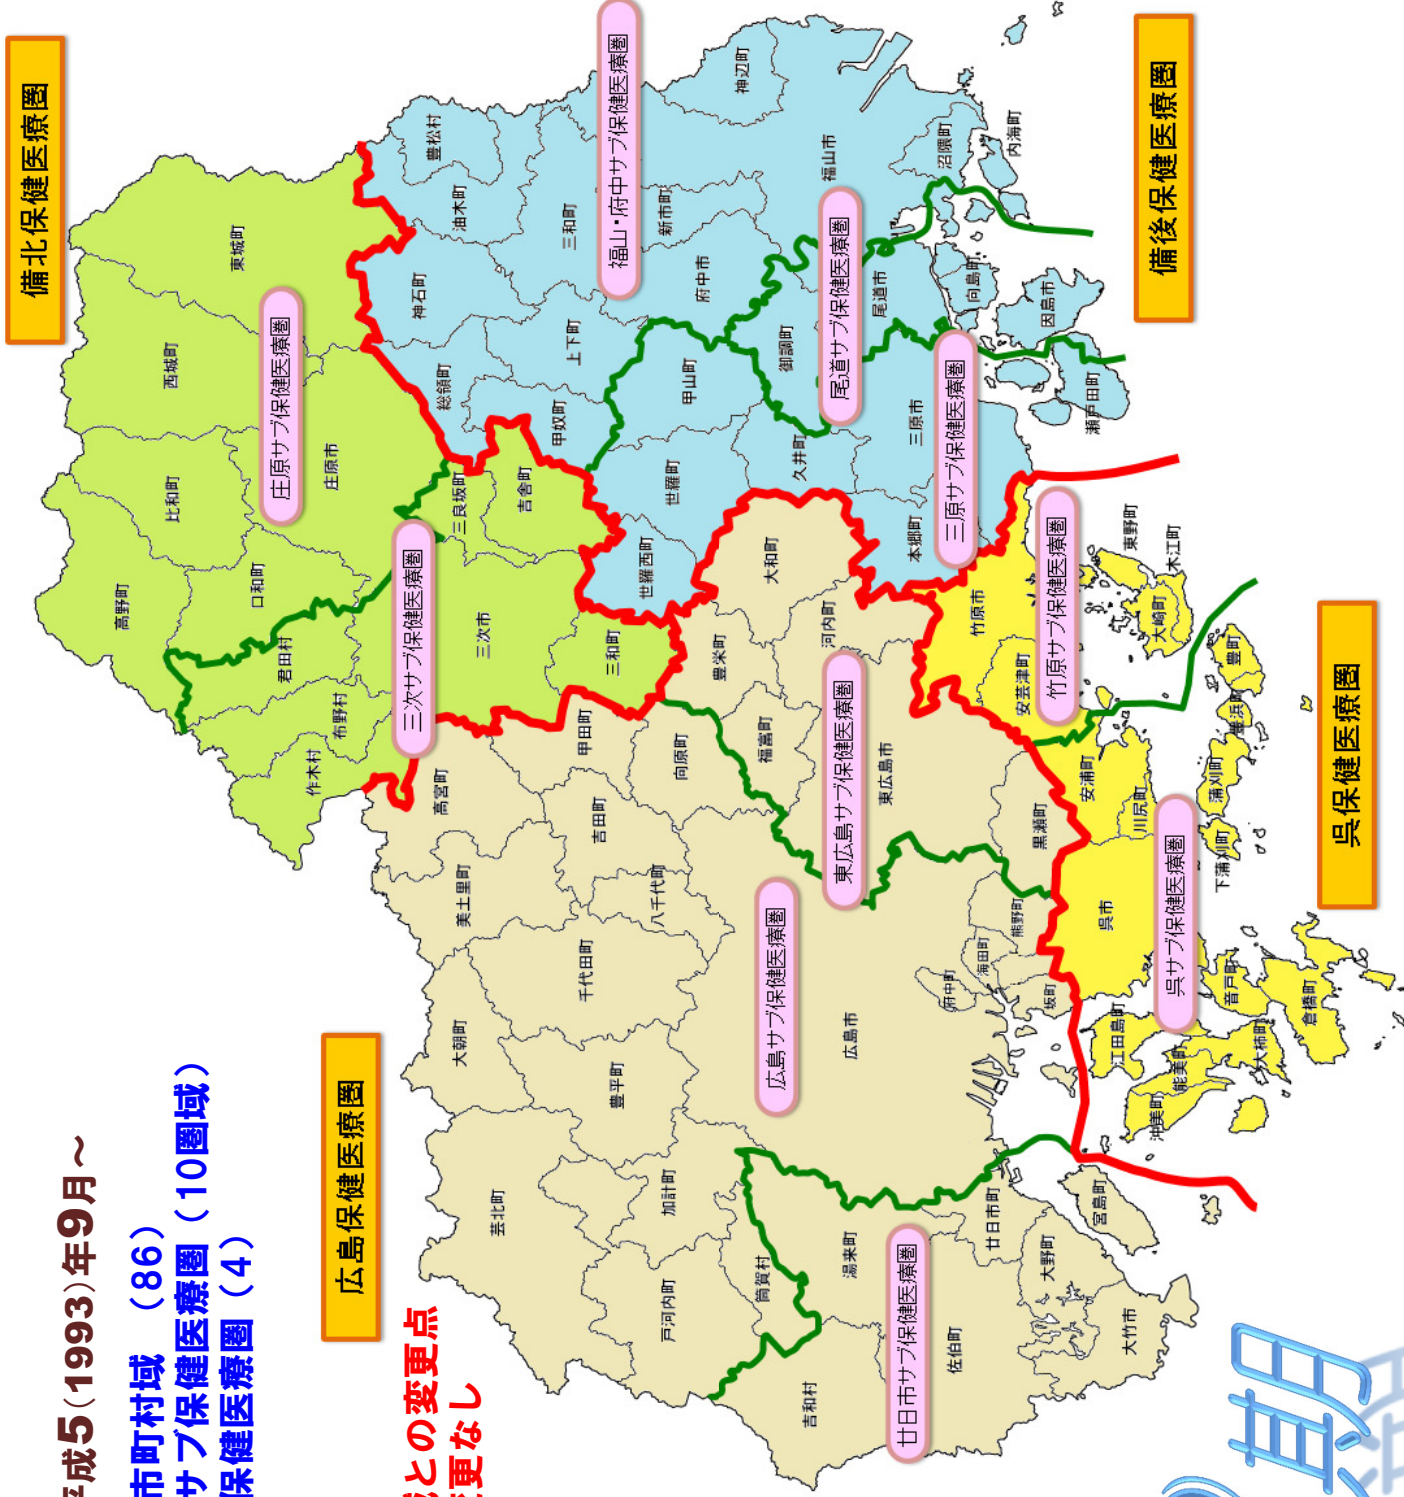 平成5(1993)年9月～
市町村域 (86)
サブ保健医療圏 (10圏域)
保健医療圏 (4)
との変更点
変更なし
広島保健医療圏
備北保健医療圏
備後保健医療圏
呉保健医療圏
庄原サブ保健医療圏
三次サブ保健医療圏
福山・府中サブ保健医療圏
尾道サブ保健医療圏
三原サブ保健医療圏
竹原サブ保健医療圏
東広島サブ保健医療圏
広島サブ保健医療圏
呉サブ保健医療圏
廿日市サブ保健医療圏
東城町
西城町
比和町
高野町
口和町
庄原市
君田村
布野村
作木村
三次市
三良坂町
吉舎町
三和町
豊松村
油木町
神石町
三和町
総領町
上下町
甲奴町
新市町
府中市
神辺町
福山市
沼隈町
内海町
甲山町
世羅町
世羅西町
御調町
尾道市
向島町
因島市
瀬戸田町
久井町
三原市
本郷町
大和町
河内町
豊栄町
福富町
東広島市
黒瀬町
竹原市
安芸津町
東野町
木江町
大崎町
豊町
豊浜町
安浦町
川尻町
蒲刈町
下蒲刈町
呉市
音戸町
倉橋町
江田島町
能美町
大柿町
沖美町
高宮町
甲田町
向原町
吉田町
美土里町
八千代町
千代田町
大朝町
豊平町
芸北町
加計町
戸河内町
筒賀村
広島市
府中町
海田町
熊野町
坂町
湯来町
吉和村
佐伯町
廿日市町
大野町
宮島町
大竹市
期